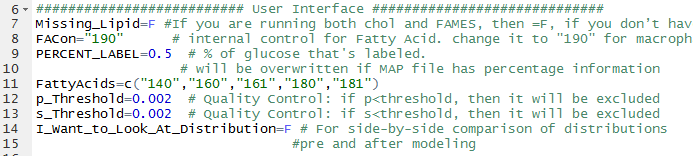 6 ######################### User Interface ############################
7 Missing_Lipid=F #If you are running both chol and FAMES, then =F, if you don't hav
8 FACon="190" # internal control for Fatty Acid. change it to "190" for macroph
9 PERCENT_LABEL=0.5 # % of glucose that's labeled.
10 # will be overwritten if MAP file has percentage information
11 FattyAcids=c("140","160","161","180","181")
12 p_Threshold=0.002 # Quality Control: if p<threshold, then it will be excluded
13 s_Threshold=0.002 # Quality Control: if s<threshold, then it will be excluded
14 I_Want_to_Look_At_Distribution=F # For side-by-side comparison of distributions
15 #pre and after modeling
16